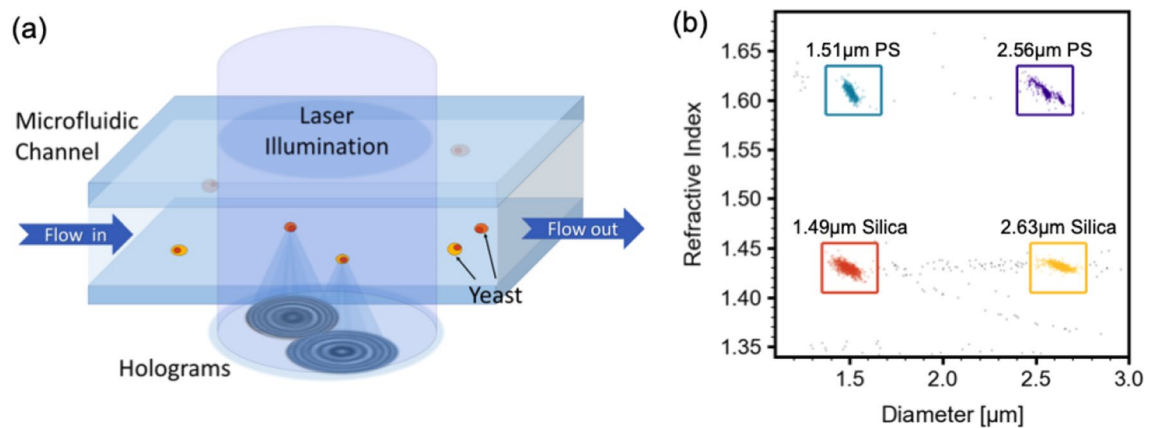 (a)
Microfluidic
Channel
Laser
Illumination
Flow in
Flow out
Yeast
Holograms
(b)
1.51µm PS
2.56µm PS
1.49µm Silica
2.63µm Silica
Refractive Index
1.65
1.60
1.55
1.50
1.45
1.40
1.35
1.5
2.0
2.5
3.0
Diameter [µm]